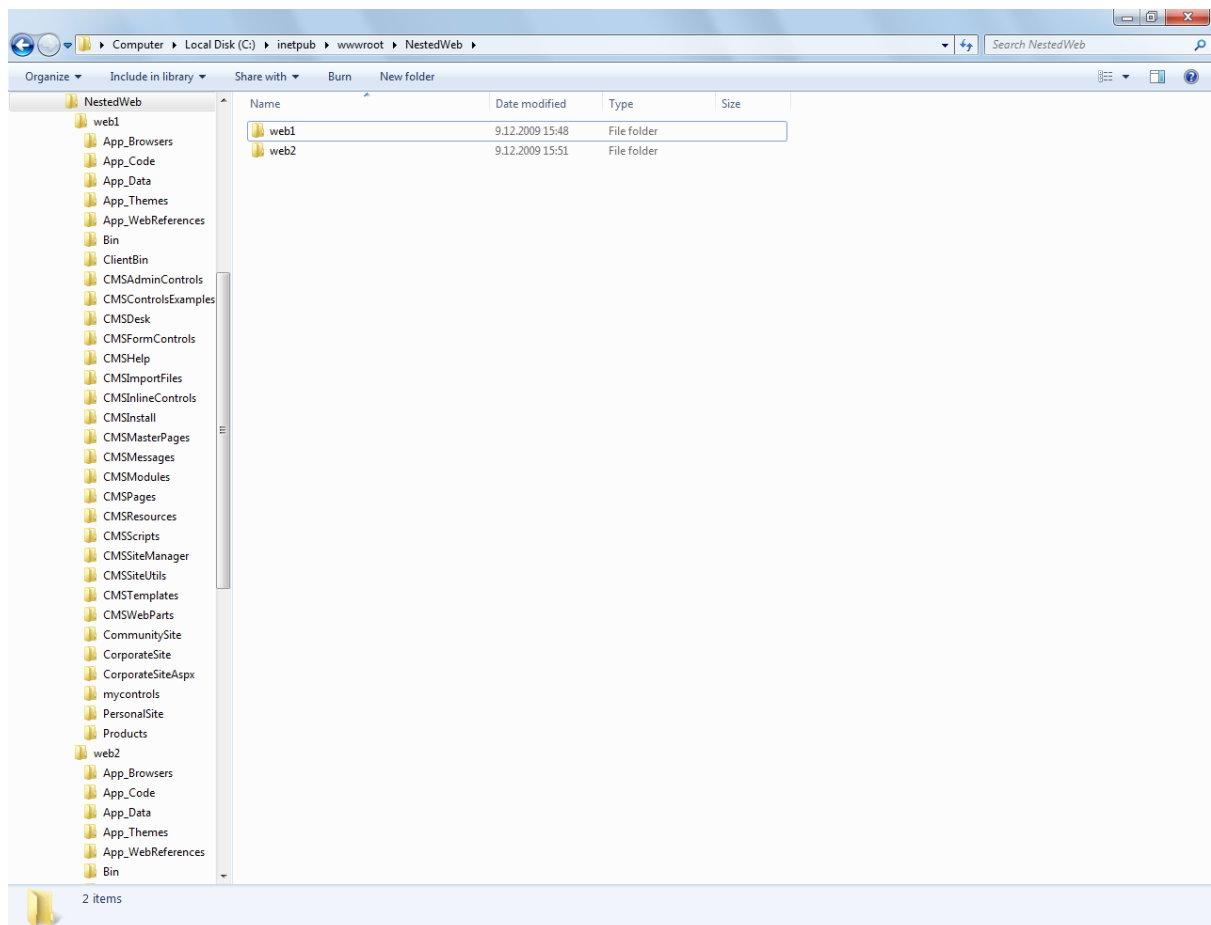 Computer Local Disk (C:) inetpub wwwroot NestedWeb Search NestedWeb
Organize Include in library Share with Burn New folder
Name Date modified Type Size
web1 9.12.2009 15:48 File folder
web2 9.12.2009 15:51 File folder
NestedWeb
web1
App_Browsers
App_Code
App_Data
App_Themes
App_WebReferences
Bin
ClientBin
CMSAdminControls
CMSControlsExamples
CMSDesk
CMSFormControls
CMSHelp
CMSImportFiles
CMSInlineControls
CMSInstall
CMSMasterPages
CMSMessages
CMSModules
CMSPages
CMSResources
CMSScripts
CMSSiteManager
CMSSiteUtils
CMSTemplates
CMSWebParts
CommunitySite
CorporateSite
CorporateSiteAspx
mycontrols
PersonalSite
Products
web2
App_Browsers
App_Code
App_Data
App_Themes
App_WebReferences
Bin
2 items